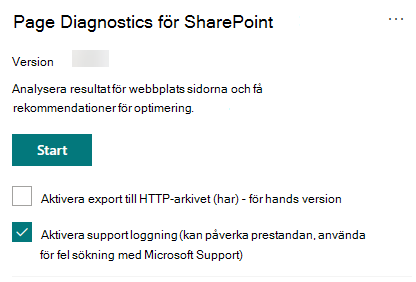 Page Diagnostics för SharePoint
...
Version
Analysera resultat för webbplats sidorna och få
rekommendationer för optimering.
Start
Aktivera export till HTTP-arkivet (har) - för hands version
Aktivera support loggning (kan påverka prestandan, använda
för fel sökning med Microsoft Support)